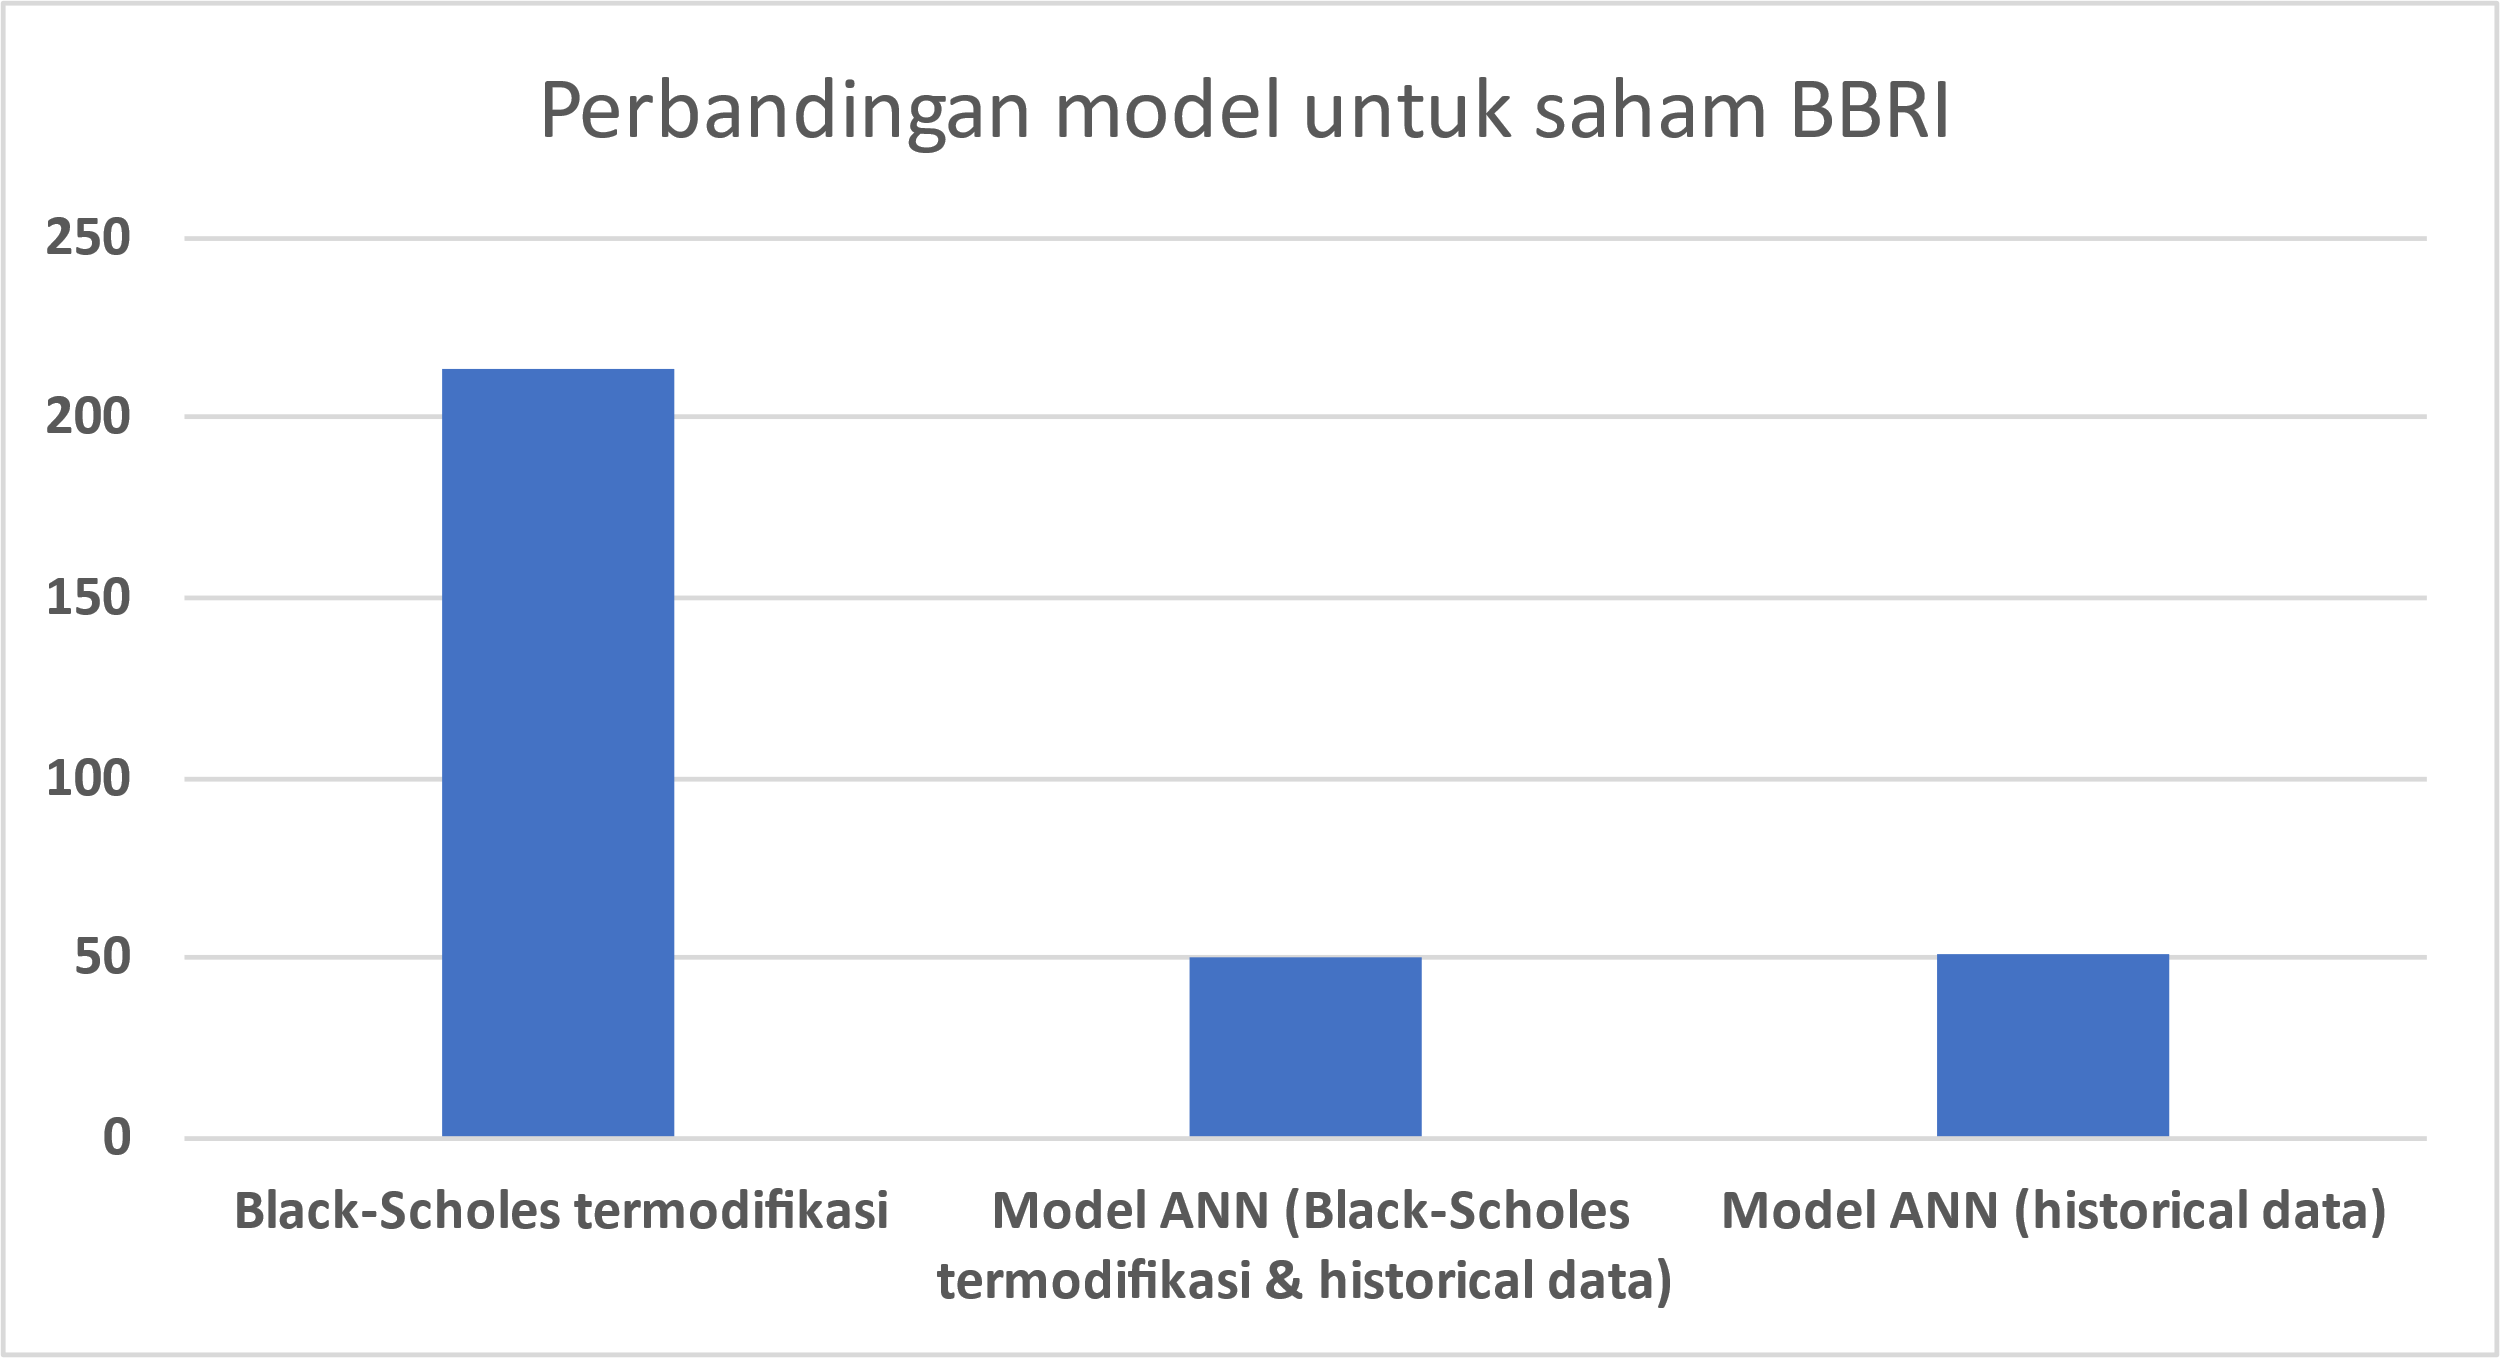 Perbandingan model untuk saham BBRI
250
200
150
100
50
0
Black-Scholes termodifikasi
Model ANN (Black-Scholes
termodifikasi & historical data)
Model ANN (historical data)